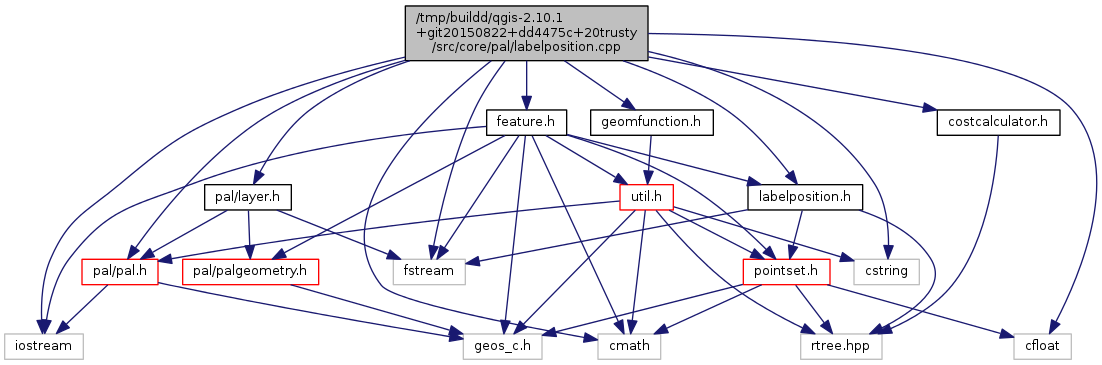 /tmp/buildd/qgis-2.10.1
+git20150822+dd4475c+20trusty
/src/core/pal/labelposition.cpp
feature.h
geomfunction.h
costcalculator.h
pal/layer.h
util.h
labelposition.h
pal/pal.h
pal/palgeometry.h
fstream
pointset.h
cstring
iostream
geos_c.h
cmath
rtree.hpp
cfloat